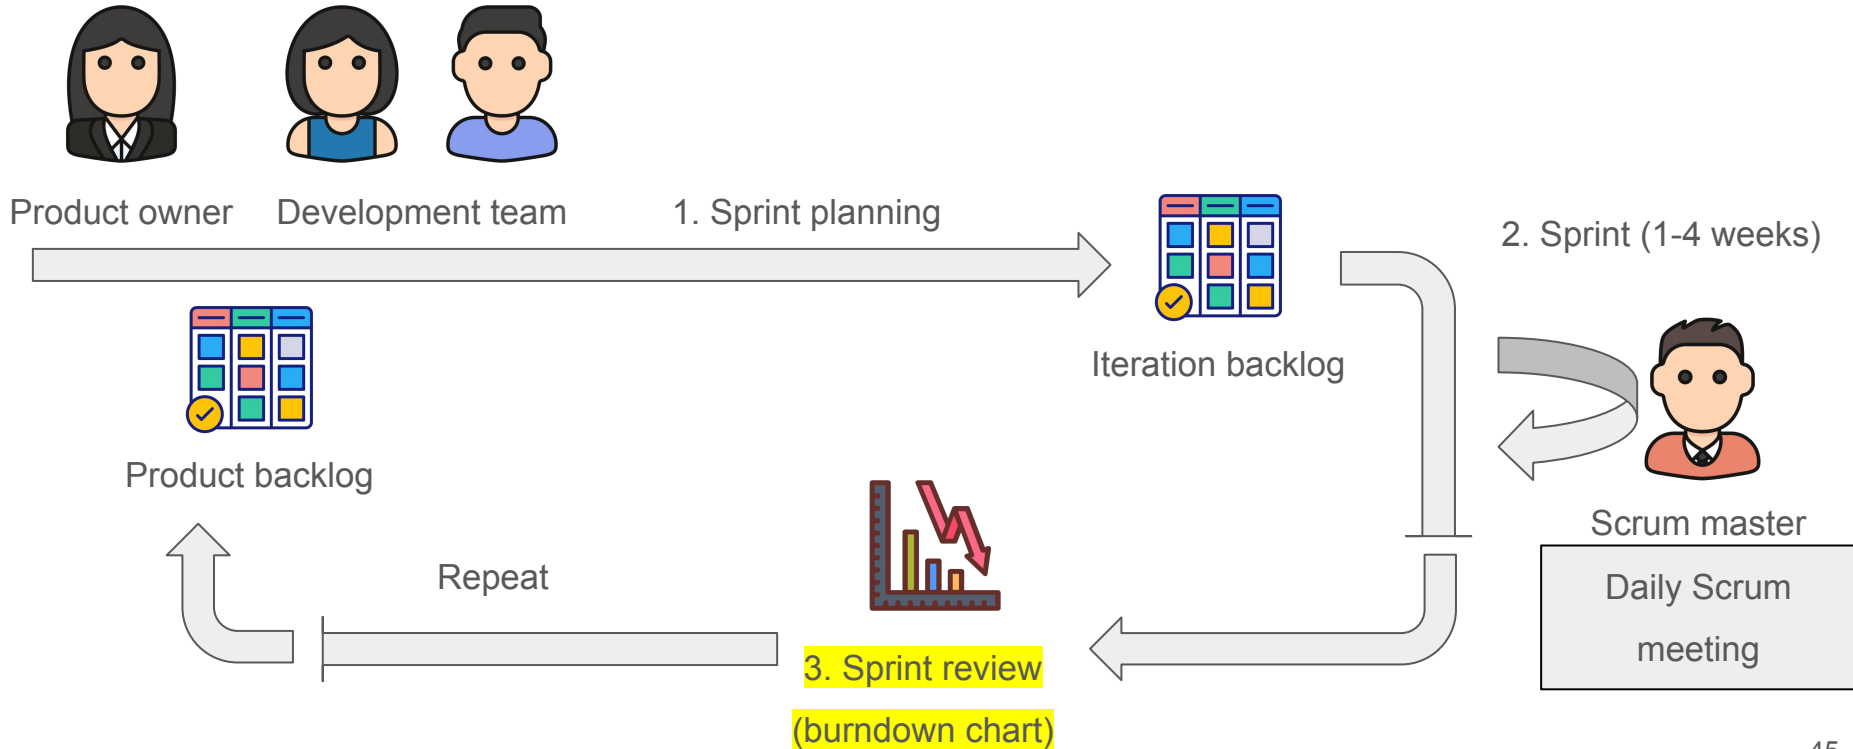 Product owner
Development team
1. Sprint planning
2. Sprint (1-4 weeks)
Iteration backlog
Product backlog
Scrum master
Daily Scrum
meeting
Repeat
3. Sprint review
(burndown chart)
45